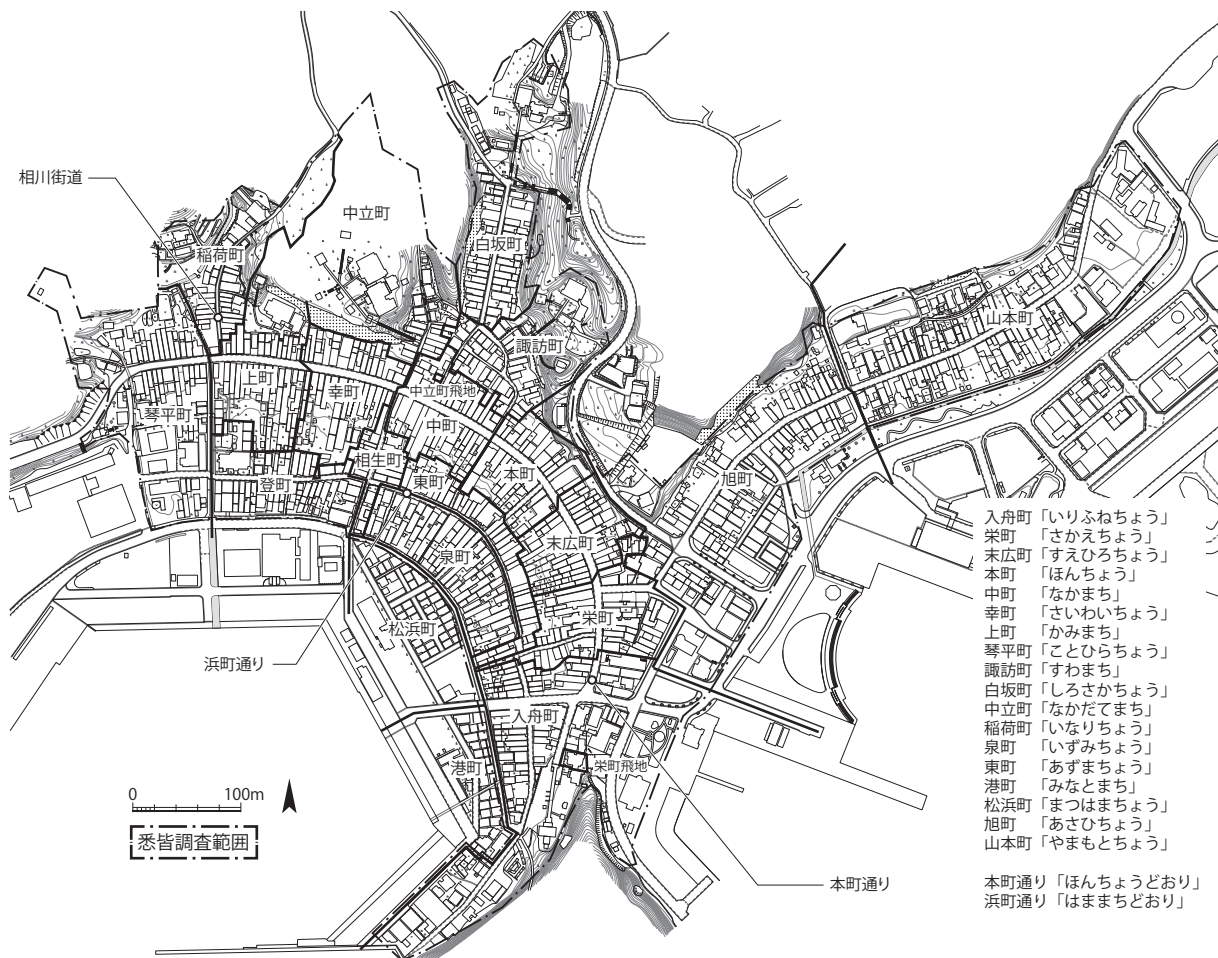 相川街道
中立町
稲荷町
白坂町
山本町
諏訪町
上町
幸町
中立町飛地
琴平町
中町
相生町
東町
本町
登町
旭町
泉町
末広町
松浜町
栄町
浜町通り
入舟町
港町
栄町飛地
0 100m
悉皆調査範囲
本町通り
入舟町「いりふねちょう」
栄町 「さかえちょう」
末広町「すえひろちょう」
本町 「ほんちょう」
中町 「なかまち」
幸町 「さいわいちょう」
上町 「かみまち」
琴平町「ことひらちょう」
諏訪町「すわまち」
白坂町「しろさかちょう」
中立町「なかだてまち」
稲荷町「いなりちょう」
泉町 「いずみちょう」
東町 「あずまちょう」
港町 「みなとまち」
松浜町「まつはまちょう」
旭町 「あさひちょう」
山本町「やまもとちょう」
本町通り「ほんちょうどおり」
浜町通り「はままちどおり」